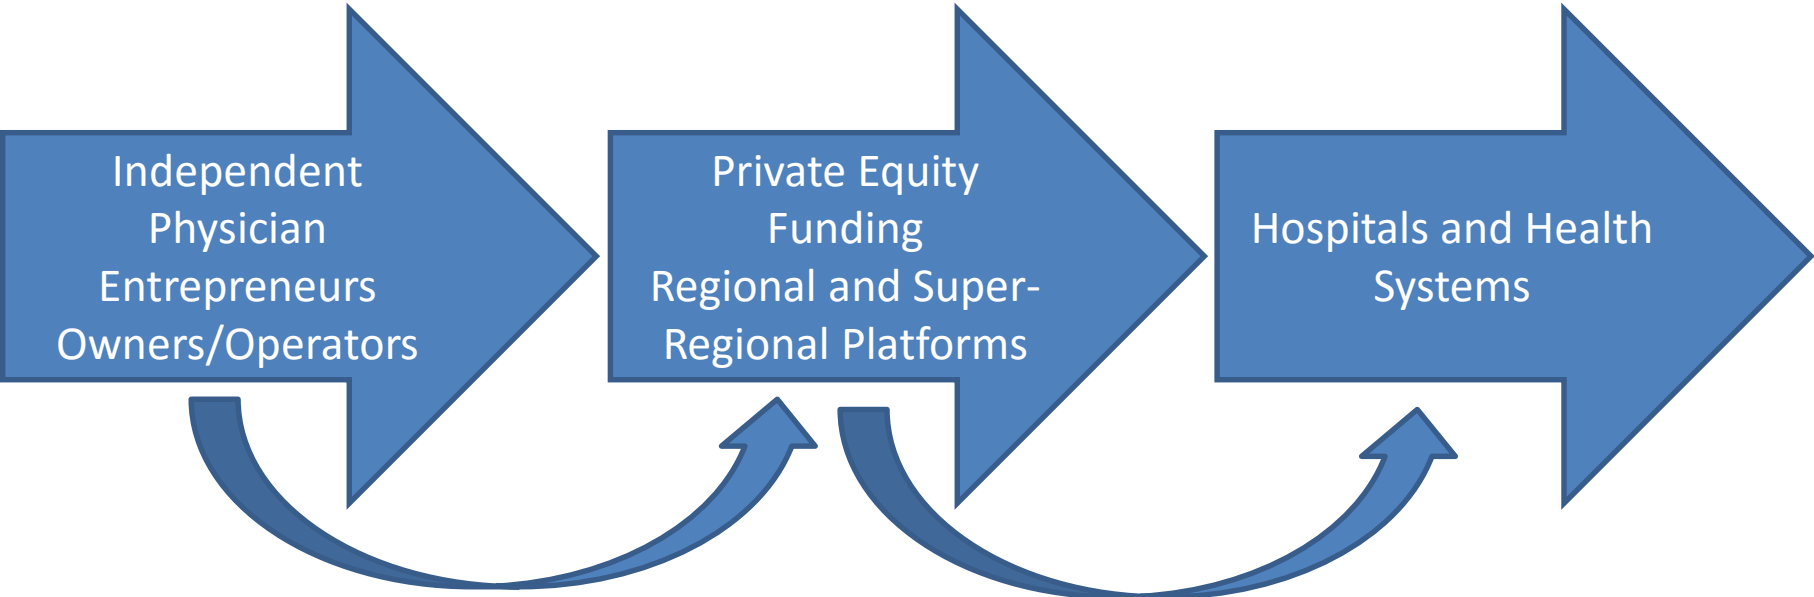 Independent
Physician
Entrepreneurs
Owners/Operators
Private Equity
Funding
Regional and Super-
Regional Platforms
Hospitals and Health
Systems